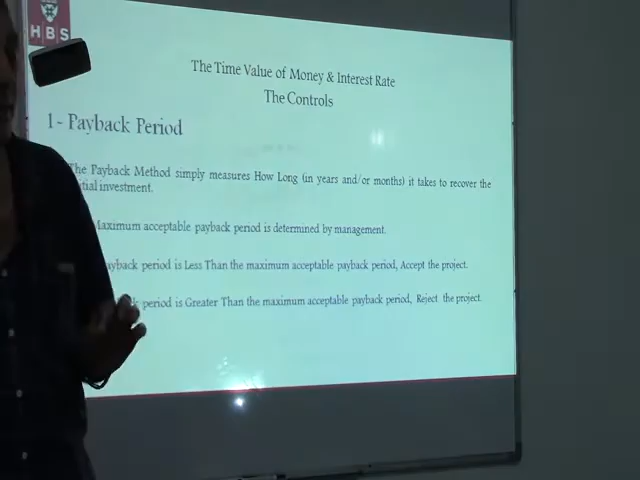 HBS
The Time Value of Money & Interest Rate
The Controls
1- Payback Period
The Payback Method simply measures How Long (in years and/or months) it takes to recover the
itial investment.
Maximum acceptable payback period is determined by management.
ayback period is Less Than the maximum acceptable payback period, Accept the project.
k period is Greater Than the maximum acceptable payback period, Reject the project.